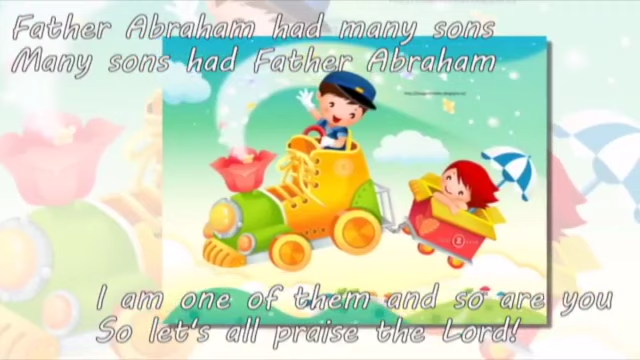 Father Abraham had many sons
Many sons had Father Abraham
I am one of them and so are you
So let's all praise the Lord!